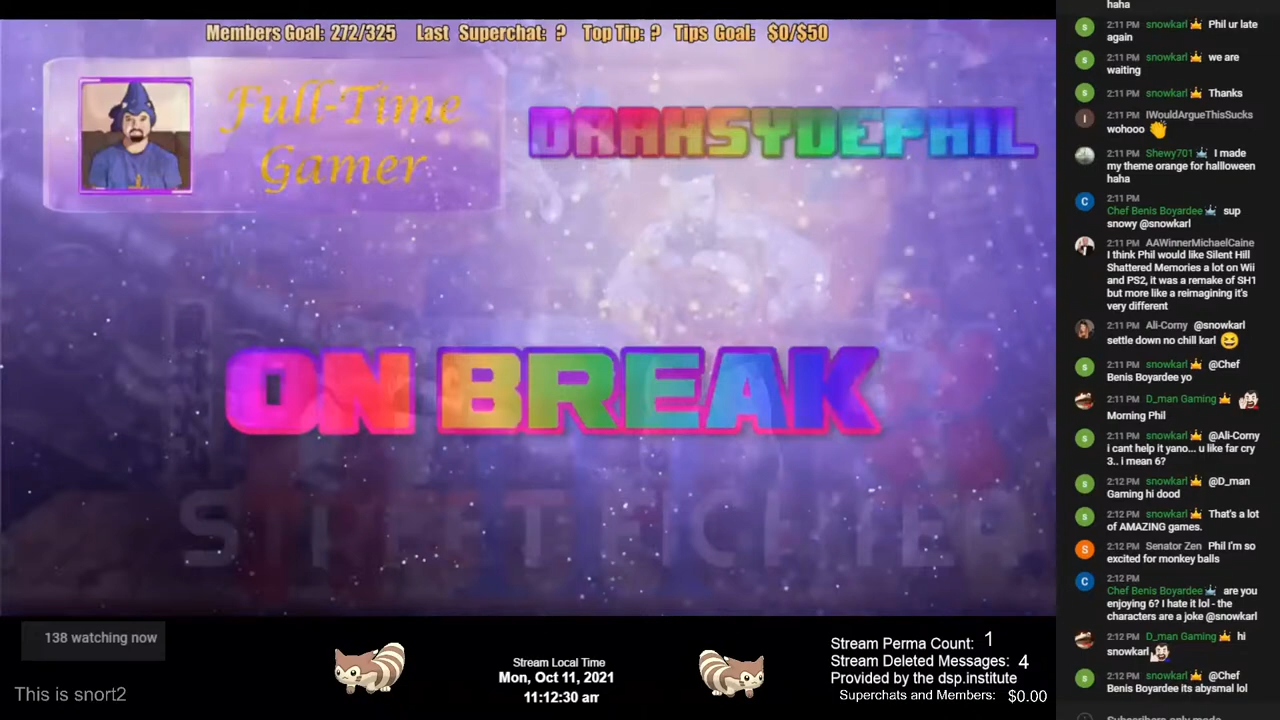 Members Goal: 272/325 Last Superchat: ? Top Tip: ? Tips Goal: $0/$50
Full-Time
Gamer
DARKSYDEPHIL
ON BREAK
138 watching now
This is snort2
Stream Local Time
Mon, Oct 11, 2021
11:12:30 am
Stream Perma Count: 1
Stream Deleted Messages: 4
Provided by the dsp.institute
Superchats and Members: $0.00
haha
2:11 PM snowkarl Phil ur late
again
2:11 PM snowkarl we are
waiting
2:11 PM snowkarl Thanks
2:11 PM IWouldArgueThisSucks
wohooo 👏
2:11 PM Shewy701 I made
my theme orange for hallloween
haha
2:11 PM
Chef Benis Boyardee sup
snowy @snowkarl
2:11 PM AAWinnerMichaelCaine
I think Phil would like Silent Hill
Shattered Memories a lot on Wii
and PS2, it was a remake of SH1
but more like a reimagining it's
very different
2:11 PM Ali-Corny @snowkarl
settle down no chill karl 😆
2:11 PM snowkarl @Chef
Benis Boyardee yo
2:11 PM D_man Gaming
Morning Phil
2:11 PM snowkarl @Ali-Corny
i cant help it yano... u like far cry
3.. i mean 6?
2:12 PM snowkarl @D_man
Gaming hi dood
2:12 PM snowkarl That's a lot
of AMAZING games.
2:12 PM Senator Zen Phil I'm so
excited for monkey balls
2:12 PM
Chef Benis Boyardee are you
enjoying 6? I hate it lol - the
characters are a joke @snowkarl
2:12 PM D_man Gaming hi
snowkarl
2:12 PM snowkarl @Chef
Benis Boyardee its abysmal lol
Subscribers-only mode